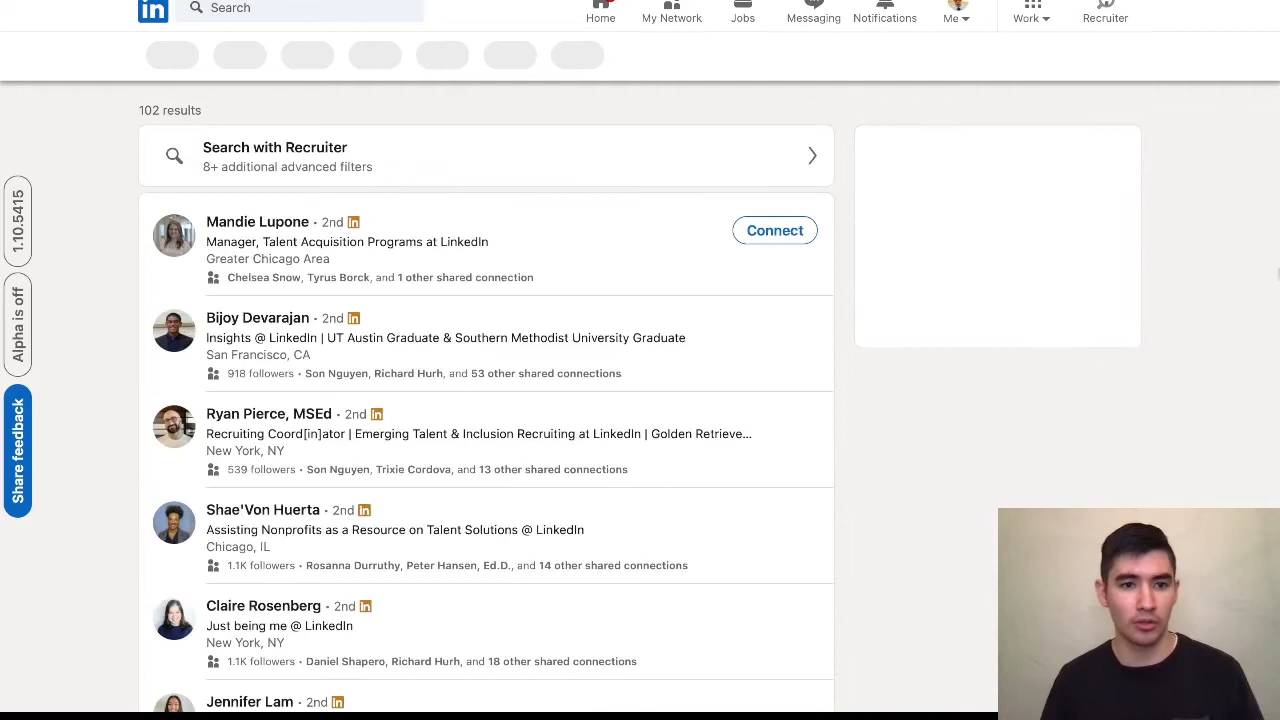 in
Search
Home
My Network
Jobs
Messaging
Notifications
Me
Work
Recruiter
102 results
Search with Recruiter
8+ additional advanced filters
1.10.5415
Alpha is off
Share feedback
Mandie Lupone · 2nd in
Manager, Talent Acquisition Programs at LinkedIn
Greater Chicago Area
Chelsea Snow, Tyrus Borck, and 1 other shared connection
Connect
Bijoy Devarajan · 2nd in
Insights @ LinkedIn | UT Austin Graduate & Southern Methodist University Graduate
San Francisco, CA
918 followers · Son Nguyen, Richard Hurh, and 53 other shared connections
Ryan Pierce, MSEd · 2nd in
Recruiting Coord[in]ator | Emerging Talent & Inclusion Recruiting at LinkedIn | Golden Retrieve...
New York, NY
539 followers · Son Nguyen, Trixie Cordova, and 13 other shared connections
Shae'Von Huerta · 2nd in
Assisting Nonprofits as a Resource on Talent Solutions @ LinkedIn
Chicago, IL
1.1K followers · Rosanna Durruthy, Peter Hansen, Ed.D., and 14 other shared connections
Claire Rosenberg · 2nd in
Just being me @ LinkedIn
New York, NY
1.1K followers · Daniel Shapero, Richard Hurh, and 18 other shared connections
Jennifer Lam · 2nd in